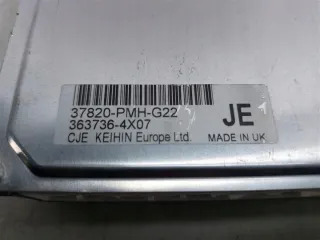 37820-PMH-G22
363736-4X07
JE
CJE KEIHIN Europe Ltd.
MADE IN UK